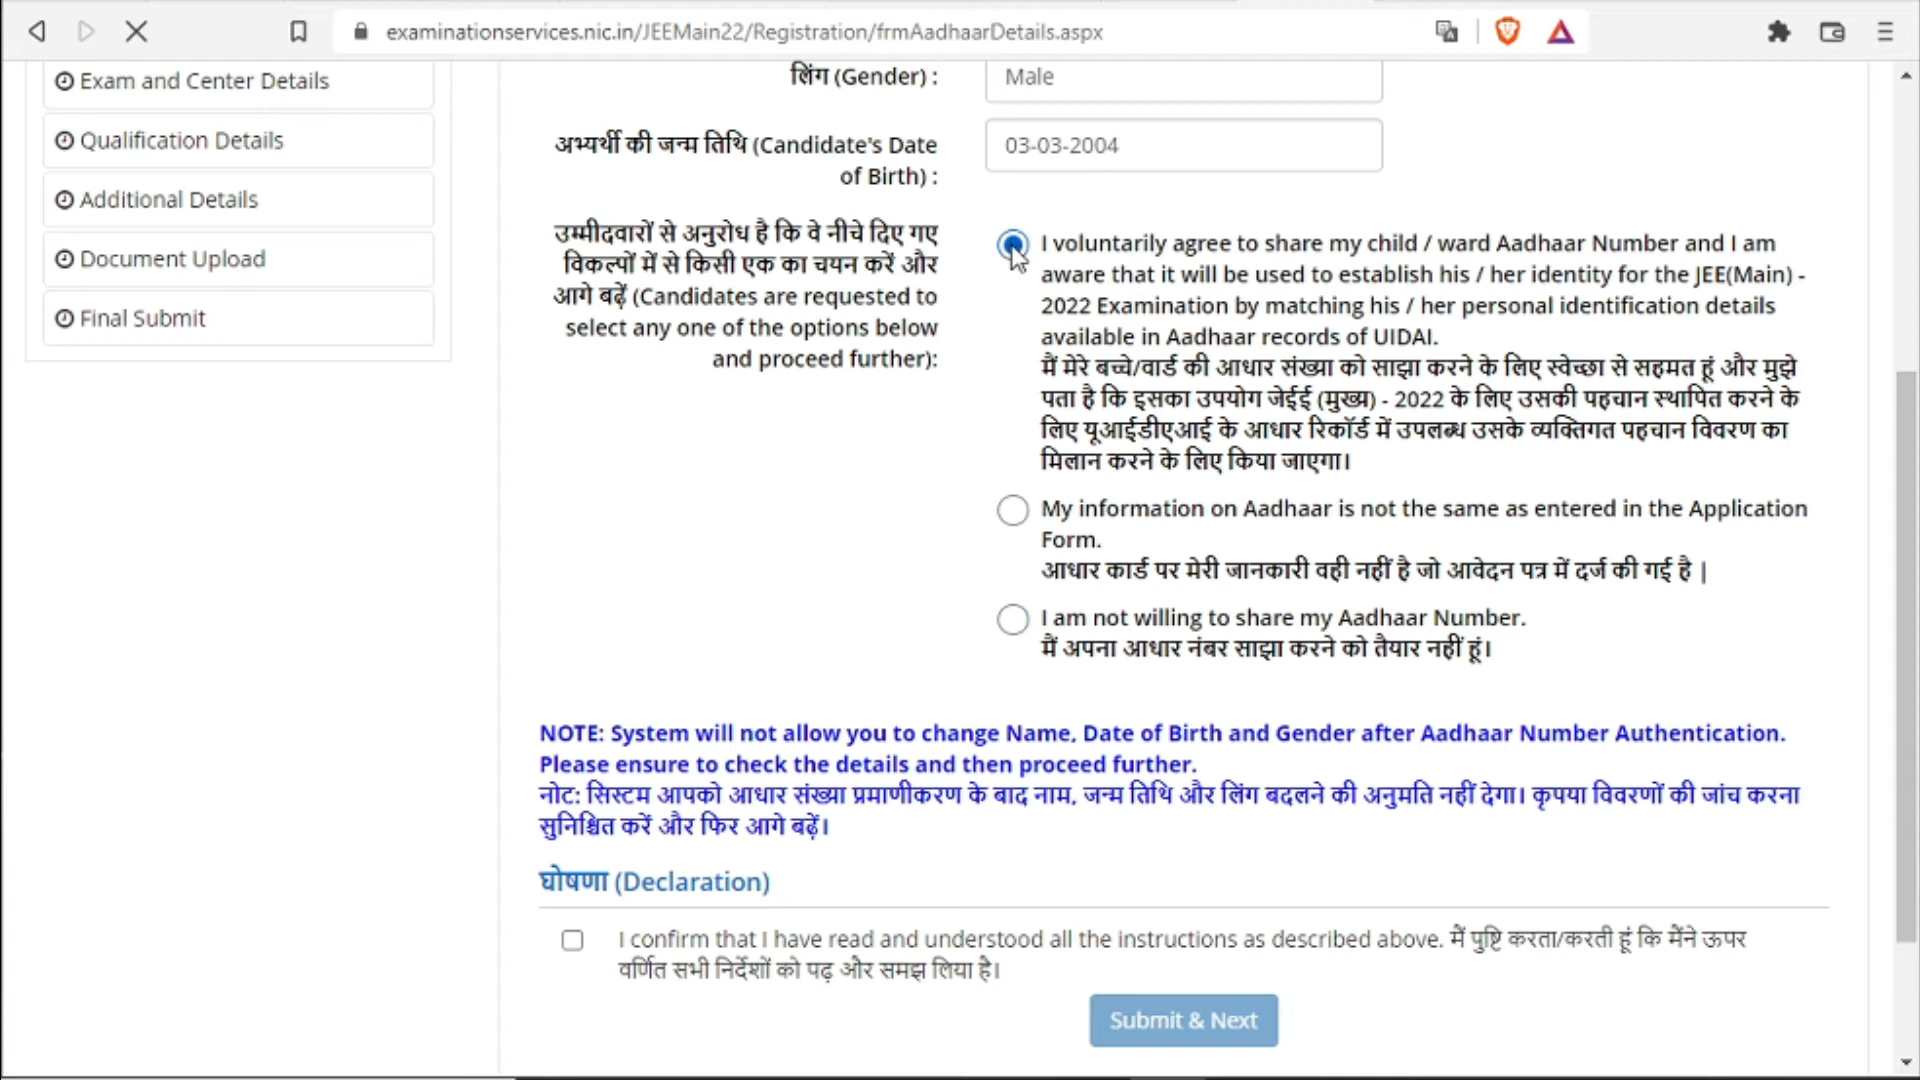 examinationservices.nic.in/JEEMain22/Registration/frmAadhaarDetails.aspx
Exam and Center Details
Qualification Details
Additional Details
Document Upload
Final Submit
लिंग (Gender) :
Male
अभ्यर्थी की जन्म तिथि (Candidate's Date
of Birth) :
03-03-2004
उम्मीदवारों से अनुरोध है कि वे नीचे दिए गए
विकल्पों में से किसी एक का चयन करें और
आगे बढ़ें (Candidates are requested to
select any one of the options below
and proceed further):
I voluntarily agree to share my child / ward Aadhaar Number and I am
aware that it will be used to establish his / her identity for the JEE(Main) -
2022 Examination by matching his / her personal identification details
available in Aadhaar records of UIDAI.
मैं मेरे बच्चे/वार्ड की आधार संख्या को साझा करने के लिए स्वेच्छा से सहमत हूं और मुझे
पता है कि इसका उपयोग जेईई (मुख्य) - 2022 के लिए उसकी पहचान स्थापित करने के
लिए यूआईडीएआई के आधार रिकॉर्ड में उपलब्ध उसके व्यक्तिगत पहचान विवरण का
मिलान करने के लिए किया जाएगा।
My information on Aadhaar is not the same as entered in the Application
Form.
आधार कार्ड पर मेरी जानकारी वही नहीं है जो आवेदन पत्र में दर्ज की गई है |
I am not willing to share my Aadhaar Number.
मैं अपना आधार नंबर साझा करने को तैयार नहीं हूं।
NOTE: System will not allow you to change Name, Date of Birth and Gender after Aadhaar Number Authentication.
Please ensure to check the details and then proceed further.
नोट: सिस्टम आपको आधार संख्या प्रमाणीकरण के बाद नाम, जन्म तिथि और लिंग बदलने की अनुमति नहीं देगा। कृपया विवरणों की जांच करना
सुनिश्चित करें और फिर आगे बढ़ें।
घोषणा (Declaration)
I confirm that I have read and understood all the instructions as described above. मैं पुष्टि करता/करती हूं कि मैंने ऊपर
वर्णित सभी निर्देशों को पढ़ और समझ लिया है।
Submit & Next